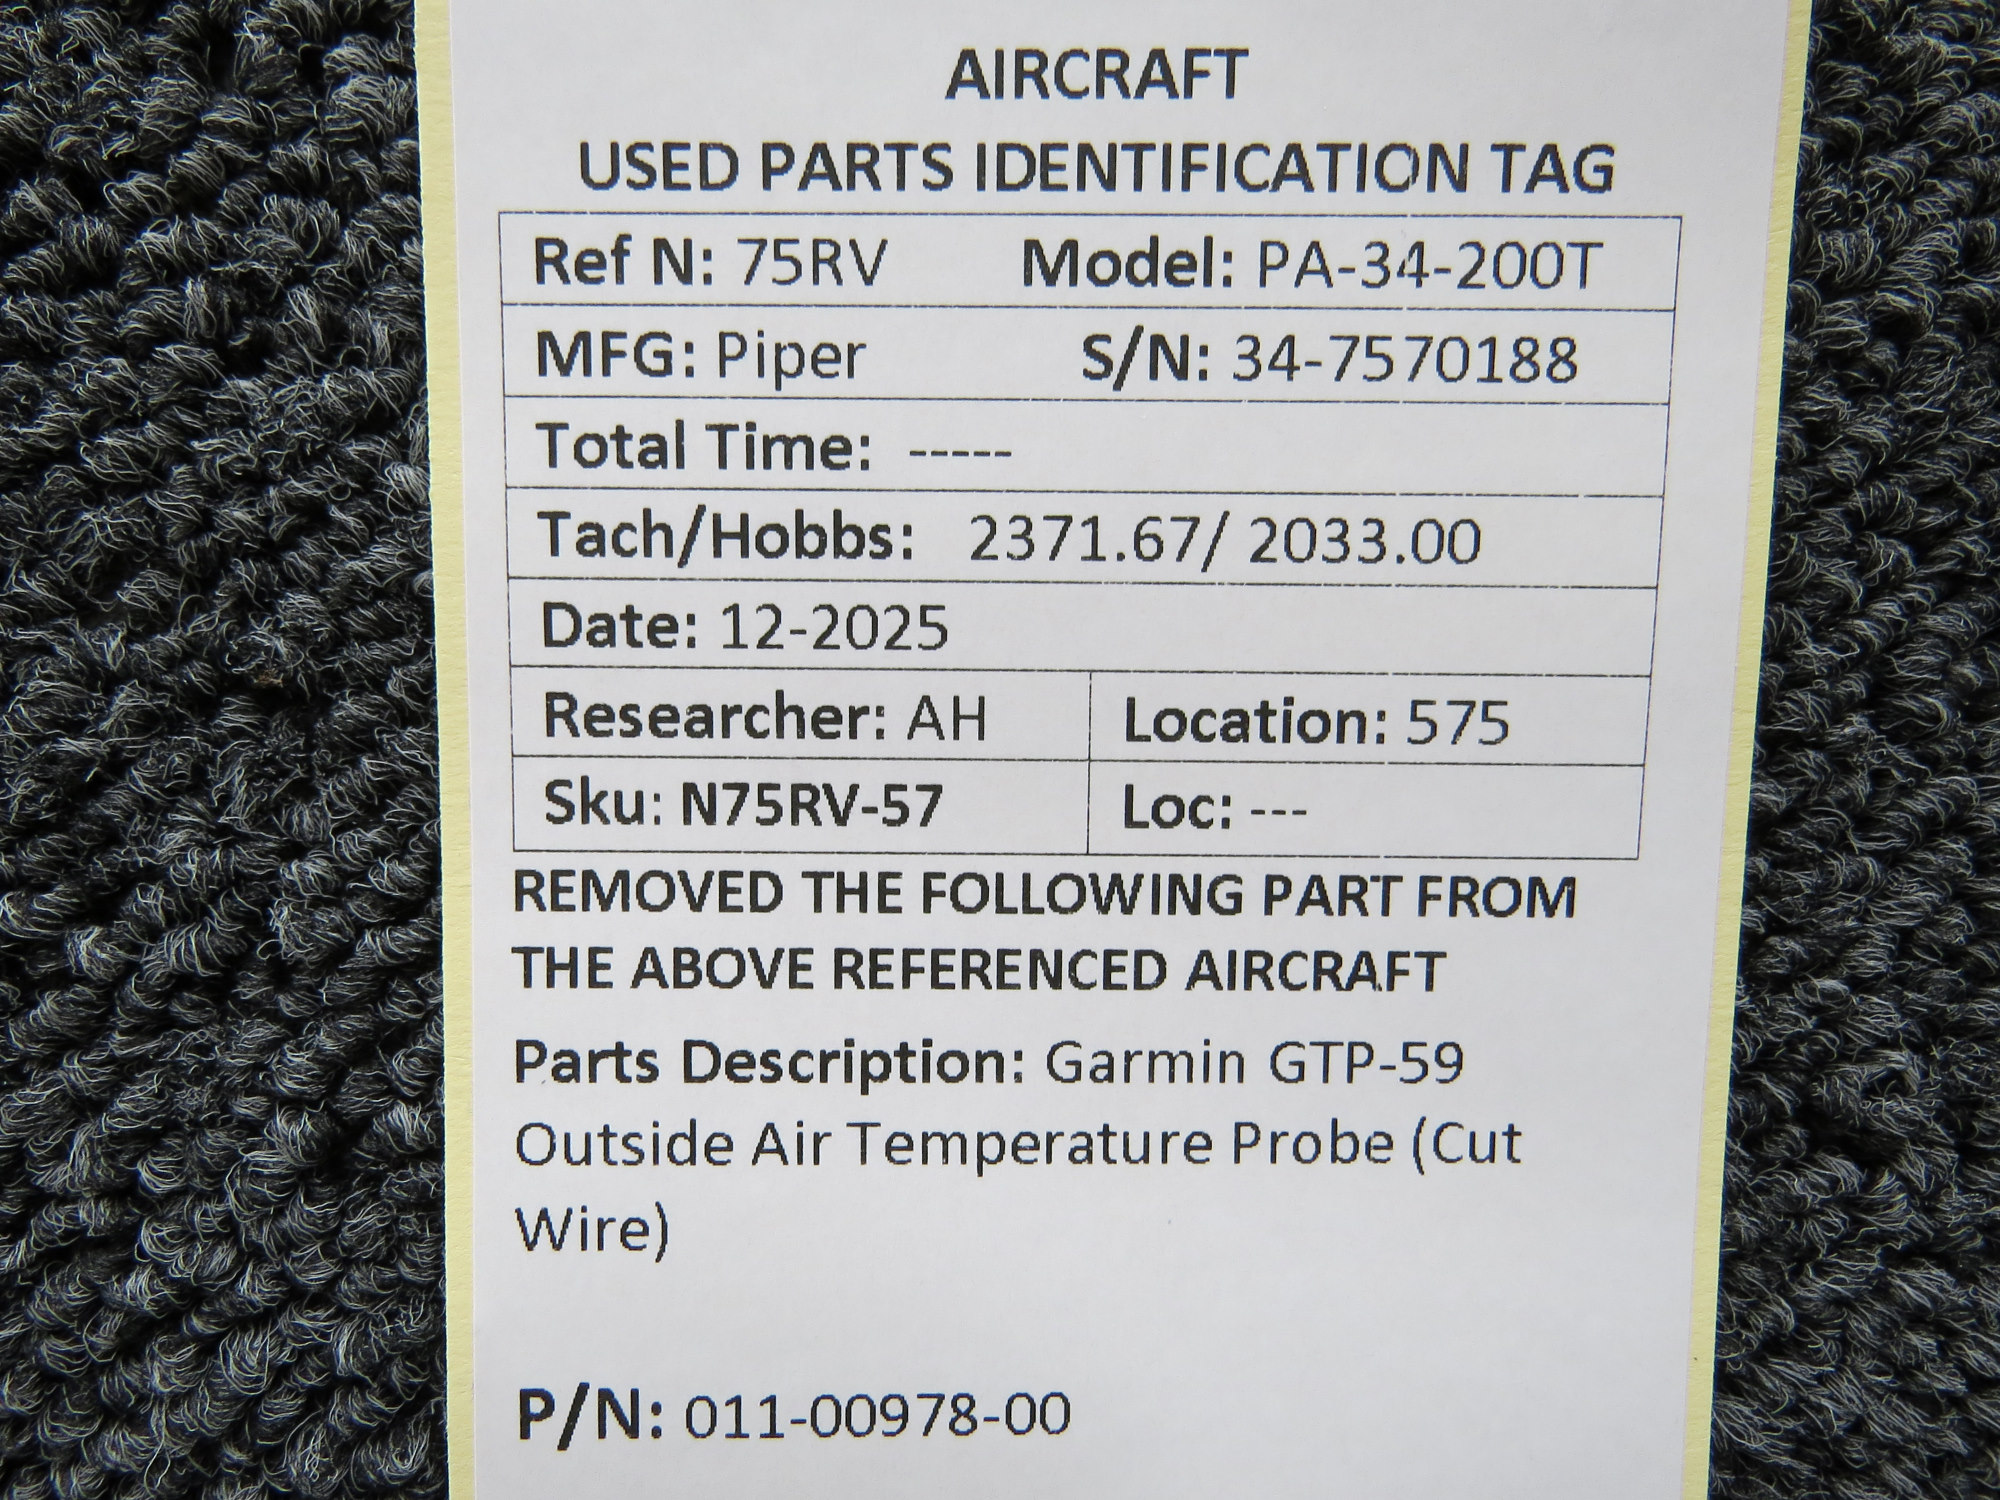 AIRCRAFT
USED PARTS IDENTIFICATION TAG
Ref N: 75RV Model: PA-34-200T
MFG: Piper S/N: 34-7570188
Total Time: -----
Tach/Hobbs: 2371.67/ 2033.00
Date: 12-2025
Researcher: AH Location: 575
Sku: N75RV-57 Loc: ---
REMOVED THE FOLLOWING PART FROM
THE ABOVE REFERENCED AIRCRAFT
Parts Description: Garmin GTP-59
Outside Air Temperature Probe (Cut
Wire)
P/N: 011-00978-00